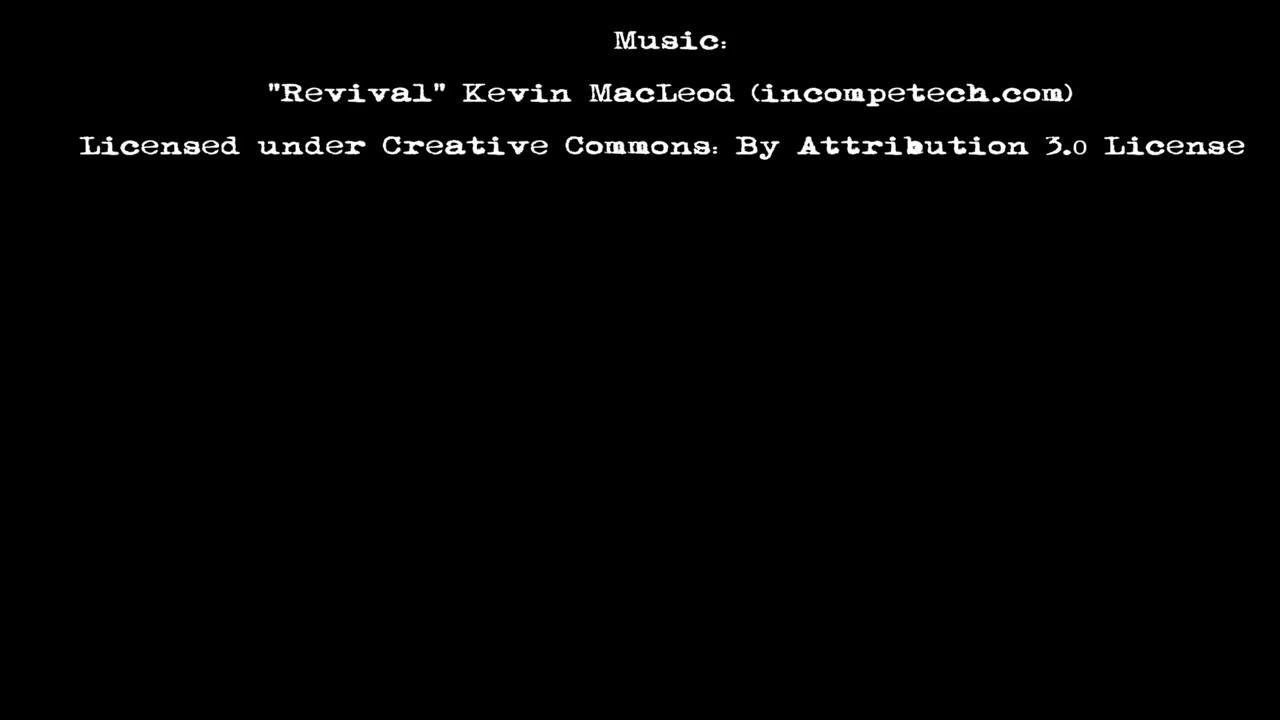 Music:
"Revival" Kevin MacLeod (incompetech.com)
Licensed under Creative Commons: By Attribution 3.0 License